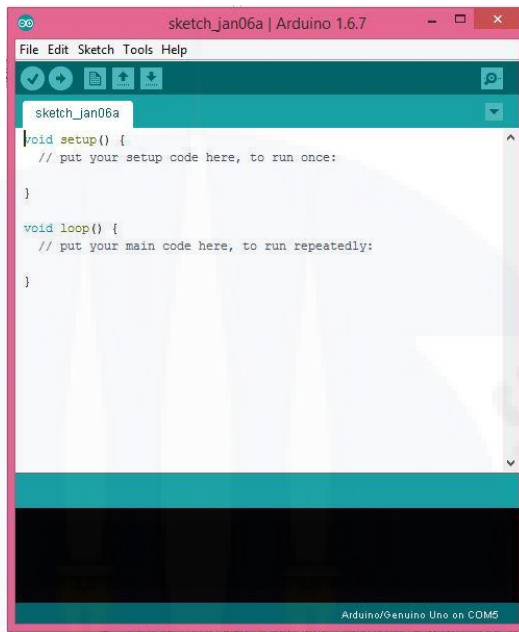 sketch_jan06a | Arduino 1.6.7
File Edit Sketch Tools Help
sketch_jan06a
void setup() {
// put your setup code here, to run once:
}
void loop() {
// put your main code here, to run repeatedly:
}
Arduino/Genuino Uno on COM5